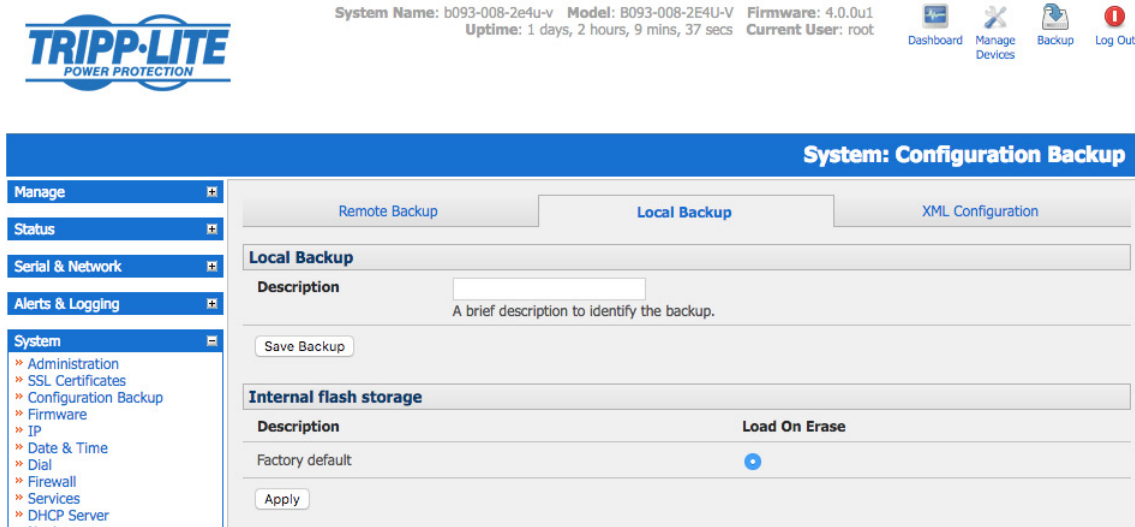 TRIPP·LITE
POWER PROTECTION
System Name: b093-008-2e4u-v Model: B093-008-2E4U-V Firmware: 4.0.0u1
Uptime: 1 days, 2 hours, 9 mins, 37 secs Current User: root
Dashboard
Manage Devices
Backup
Log Out
System: Configuration Backup
Manage
Status
Serial & Network
Alerts & Logging
System
» Administration
» SSL Certificates
» Configuration Backup
» Firmware
» IP
» Date & Time
» Dial
» Firewall
» Services
» DHCP Server
Remote Backup
Local Backup
XML Configuration
Local Backup
Description
A brief description to identify the backup.
Save Backup
Internal flash storage
Description Load On Erase
Factory default
Apply